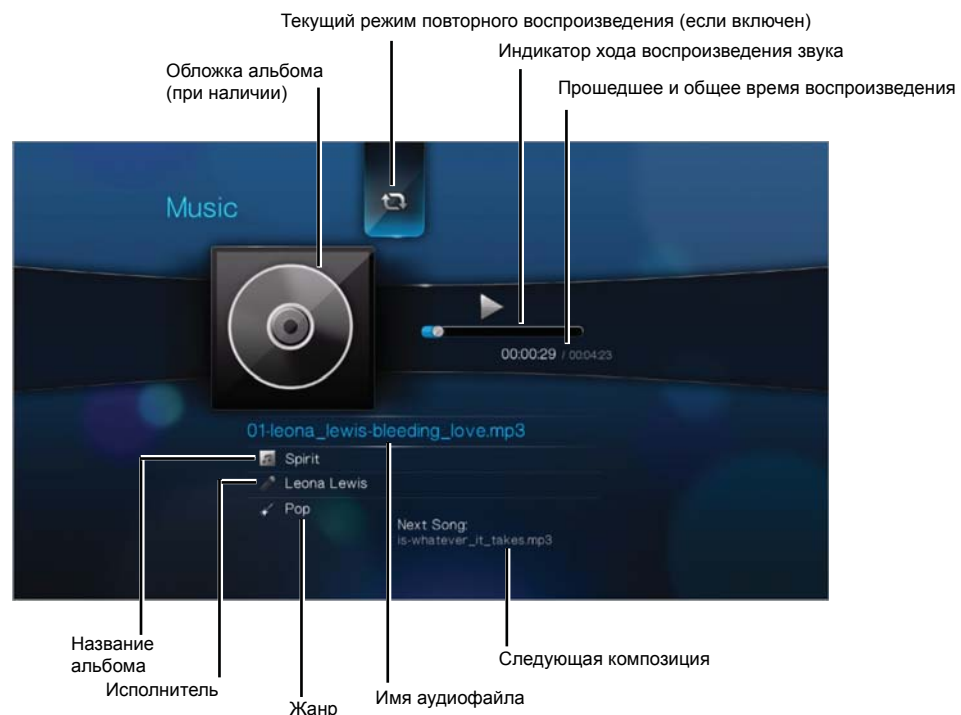 Текущий режим повторного воспроизведения (если включен)
Индикатор хода воспроизведения звука
Обложка альбома
(при наличии)
Прошедшее и общее время воспроизведения
Music
00:00:29 / 00:04:23
01-leona_lewis-bleeding_love.mp3
Spirit
Leona Lewis
Pop
Next Song:
is-whatever_it_takes.mp3
Название
альбома
Следующая композиция
Исполнитель
Имя аудиофайла
Жанр